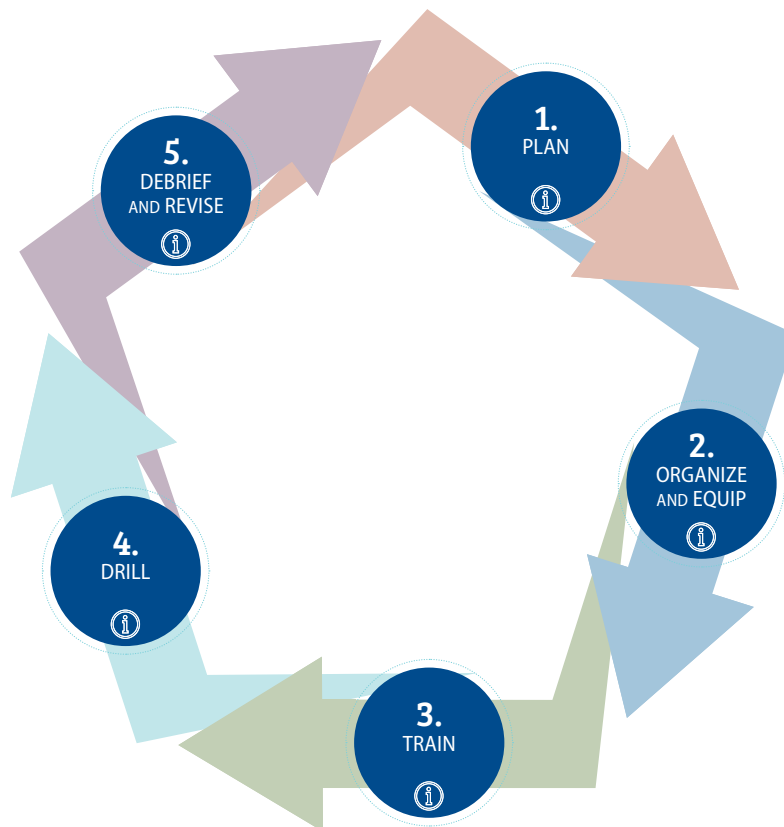 1.
PLAN
2.
ORGANIZE
AND EQUIP
3.
TRAIN
4.
DRILL
5.
DEBRIEF
AND REVISE